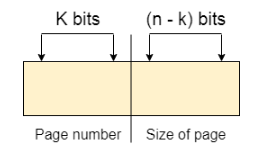 K bits (n - k) bits
Page number Size of page